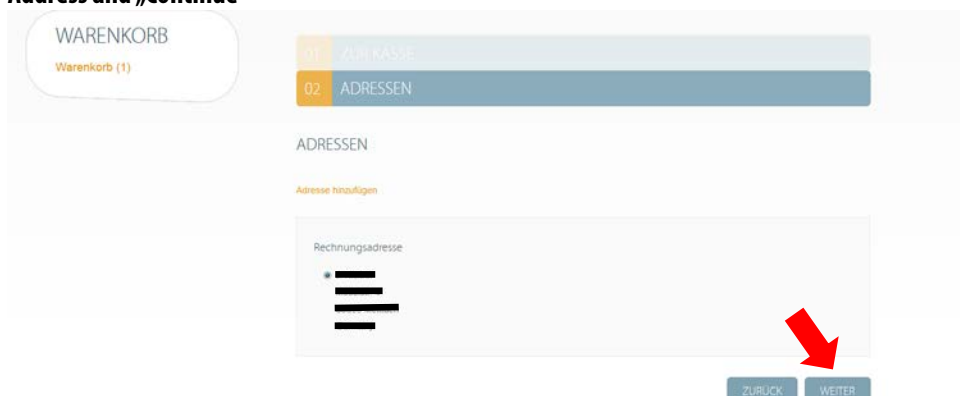 Address and „Continue“
WARENKORB
Warenkorb (1)
01 ZUR KASSE
02 ADRESSEN
ADRESSEN
Adresse hinzufügen
Rechnungsadresse
ZURÜCK WEITER